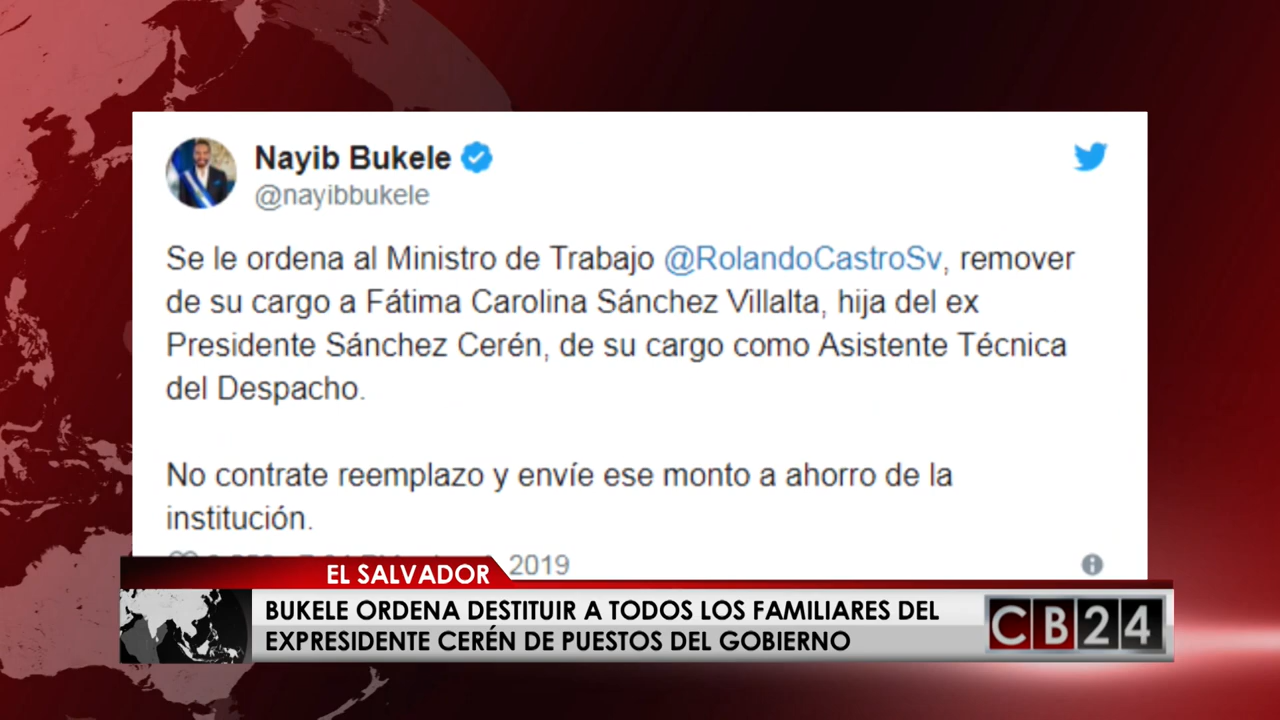 Nayib Bukele
@nayibbukele
Se le ordena al Ministro de Trabajo @RolandoCastroSv, remover
de su cargo a Fátima Carolina Sánchez Villalta, hija del ex
Presidente Sánchez Cerén, de su cargo como Asistente Técnica
del Despacho.
No contrate reemplazo y envíe ese monto a ahorro de la
institución.
2019
EL SALVADOR
BUKELE ORDENA DESTITUIR A TODOS LOS FAMILIARES DEL
EXPRESIDENTE CERÉN DE PUESTOS DEL GOBIERNO
CB24